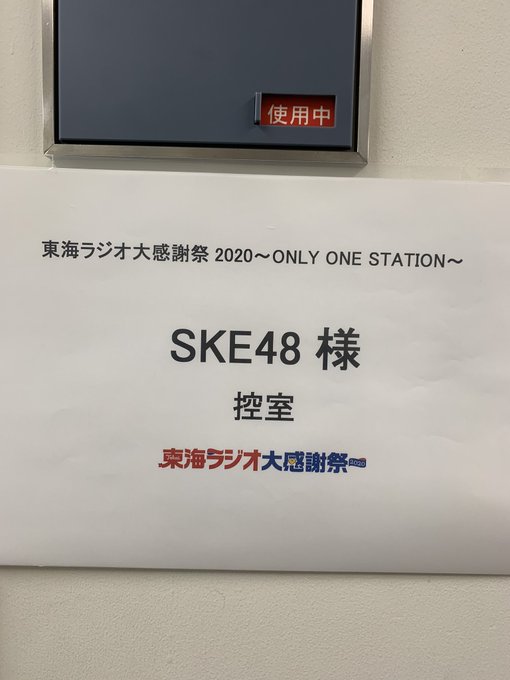 使用中
東海ラジオ大感謝祭 2020～ONLY ONE STATION～
SKE48 様
控室
東海ラジオ大感謝祭 2020